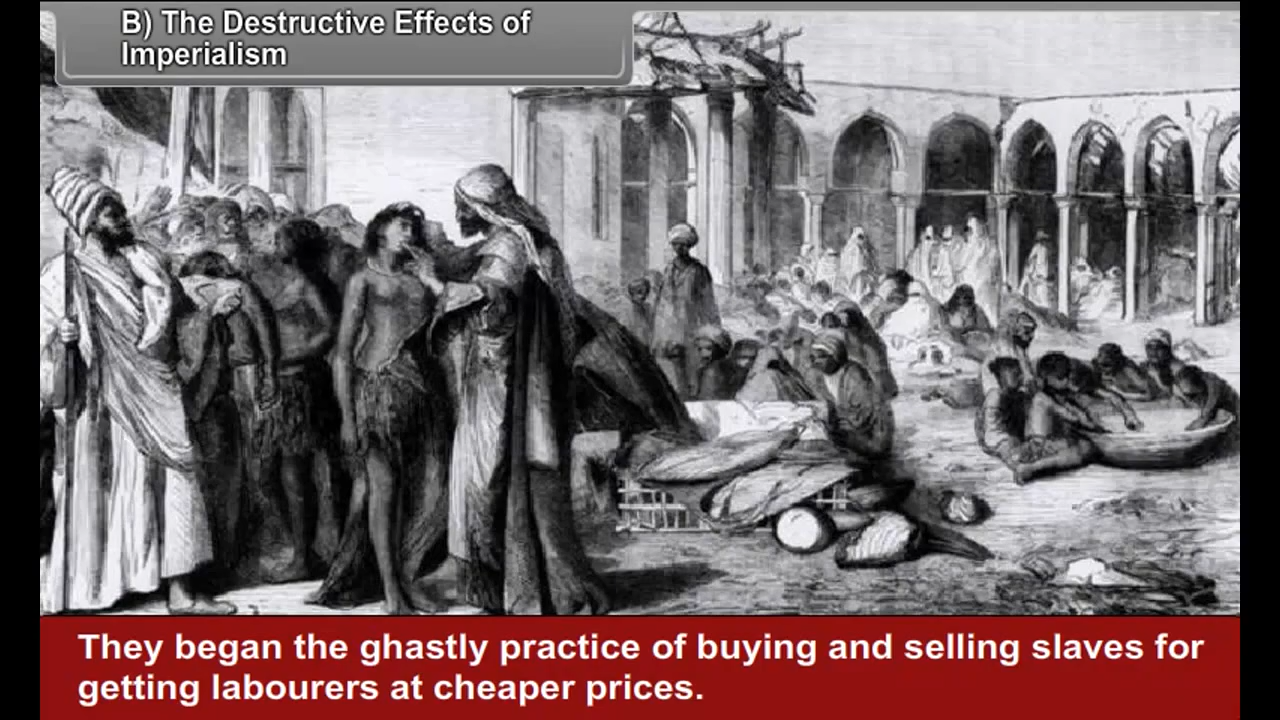 B) The Destructive Effects of
Imperialism
They began the ghastly practice of buying and selling slaves for
getting labourers at cheaper prices.